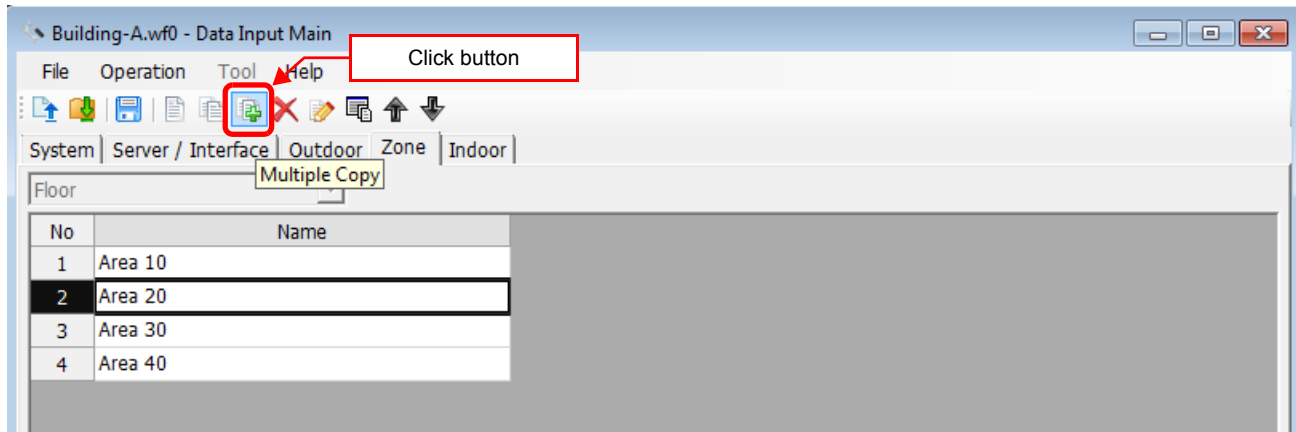 Building-A.wf0 - Data Input Main
Click button
File Operation Tool Help
System Server / Interface Outdoor Zone Indoor
Multiple Copy
Floor
No Name
1 Area 10
2 Area 20
3 Area 30
4 Area 40